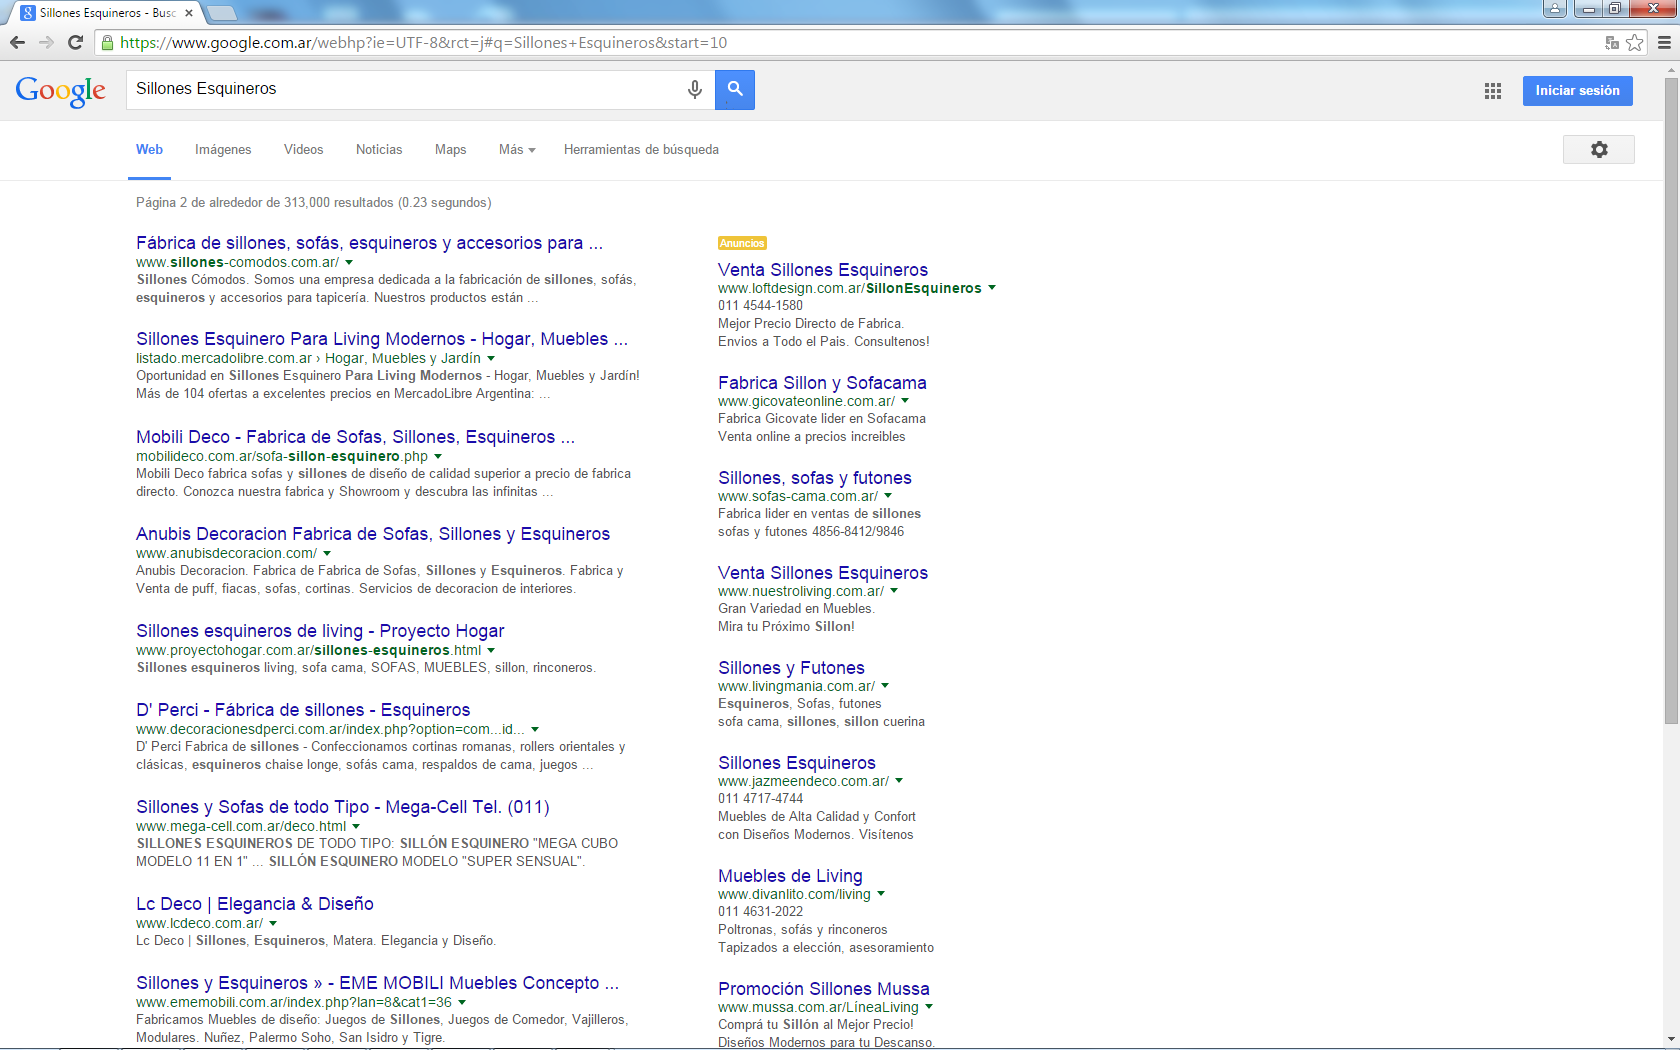 Sillones Esquineros - Busc
https://www.google.com.ar/webhp?ie=UTF-8&rct=j#q=Sillones+Esquineros&start=10
Google
Sillones Esquineros
Iniciar sesión
Web Imágenes Videos Noticias Maps Más Herramientas de búsqueda
Página 2 de alrededor de 313,000 resultados (0.23 segundos)
Fábrica de sillones, sofás, esquineros y accesorios para ...
www.sillones-comodos.com.ar/
Sillones Cómodos. Somos una empresa dedicada a la fabricación de sillones, sofás,
esquineros y accesorios para tapicería. Nuestros productos están ...
Sillones Esquinero Para Living Modernos - Hogar, Muebles ...
listado.mercadolibre.com.ar › Hogar, Muebles y Jardín
Oportunidad en Sillones Esquinero Para Living Modernos - Hogar, Muebles y Jardín!
Más de 104 ofertas a excelentes precios en MercadoLibre Argentina: ...
Mobili Deco - Fabrica de Sofas, Sillones, Esquineros ...
mobilideco.com.ar/sofa-sillon-esquinero.php
Mobili Deco fabrica sofas y sillones de diseño de calidad superior a precio de fabrica
directo. Conozca nuestra fabrica y Showroom y descubra las infinitas ...
Anubis Decoracion Fabrica de Sofas, Sillones y Esquineros
www.anubisdecoracion.com/
Anubis Decoracion. Fabrica de Fabrica de Sofas, Sillones y Esquineros. Fabrica y
Venta de puff, fiacas, sofas, cortinas. Servicios de decoracion de interiores.
Sillones esquineros de living - Proyecto Hogar
www.proyectohogar.com.ar/sillones-esquineros.html
Sillones esquineros living, sofa cama, SOFAS, MUEBLES, sillon, rinconeros.
D' Perci - Fábrica de sillones - Esquineros
www.decoracionesdperci.com.ar/index.php?option=com...id...
D' Perci Fabrica de sillones - Confeccionamos cortinas romanas, rollers orientales y
clásicas, esquineros chaise longe, sofás cama, respaldos de cama, juegos ...
Sillones y Sofas de todo Tipo - Mega-Cell Tel. (011)
www.mega-cell.com.ar/deco.html
SILLONES ESQUINEROS DE TODO TIPO: SILLÓN ESQUINERO "MEGA CUBO
MODELO 11 EN 1" ... SILLÓN ESQUINERO MODELO "SUPER SENSUAL".
Lc Deco | Elegancia & Diseño
www.lcdeco.com.ar/
Lc Deco | Sillones, Esquineros, Matera. Elegancia y Diseño.
Sillones y Esquineros » - EME MOBILI Muebles Concepto ...
www.ememobili.com.ar/index.php?lan=8&cat1=36
Fabricamos Muebles de diseño: Juegos de Sillones, Juegos de Comedor, Vajilleros,
Modulares. Nuñez, Palermo Soho, San Isidro y Tigre.
Anuncios
Venta Sillones Esquineros
www.loftdesign.com.ar/SillonEsquineros
011 4544-1580
Mejor Precio Directo de Fabrica.
Envios a Todo el Pais. Consultenos!
Fabrica Sillon y Sofacama
www.gicovateonline.com.ar/
Fabrica Gicovate lider en Sofacama
Venta online a precios increibles
Sillones, sofas y futones
www.sofas-cama.com.ar/
Fabrica lider en ventas de sillones
sofas y futones 4856-8412/9846
Venta Sillones Esquineros
www.nuestroliving.com.ar/
Gran Variedad en Muebles.
Mira tu Próximo Sillon!
Sillones y Futones
www.livingmania.com.ar/
Esquineros, Sofas, futones
sofa cama, sillones, sillon cuerina
Sillones Esquineros
www.jazmeendeco.com.ar/
011 4717-4744
Muebles de Alta Calidad y Confort
con Diseños Modernos. Visítenos
Muebles de Living
www.divanlito.com/living
011 4631-2022
Poltronas, sofás y rinconeros
Tapizados a elección, asesoramiento
Promoción Sillones Mussa
www.mussa.com.ar/LíneaLiving
Comprá tu Sillón al Mejor Precio!
Diseños Modernos para tu Descanso.